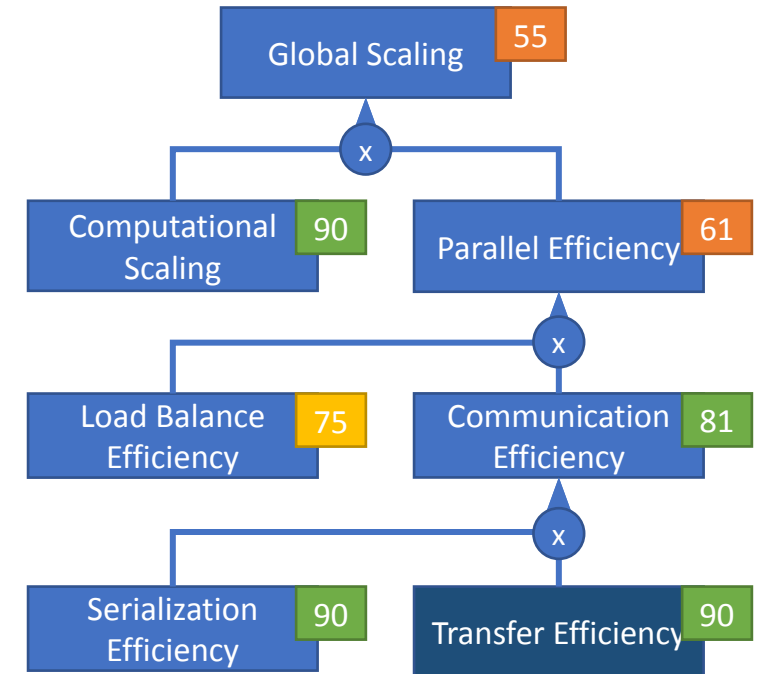 Global Scaling
55
x
Computational
Scaling
90
Parallel Efficiency
61
x
Load Balance
Efficiency
75
Communication
Efficiency
81
x
Serialization
Efficiency
90
Transfer Efficiency
90